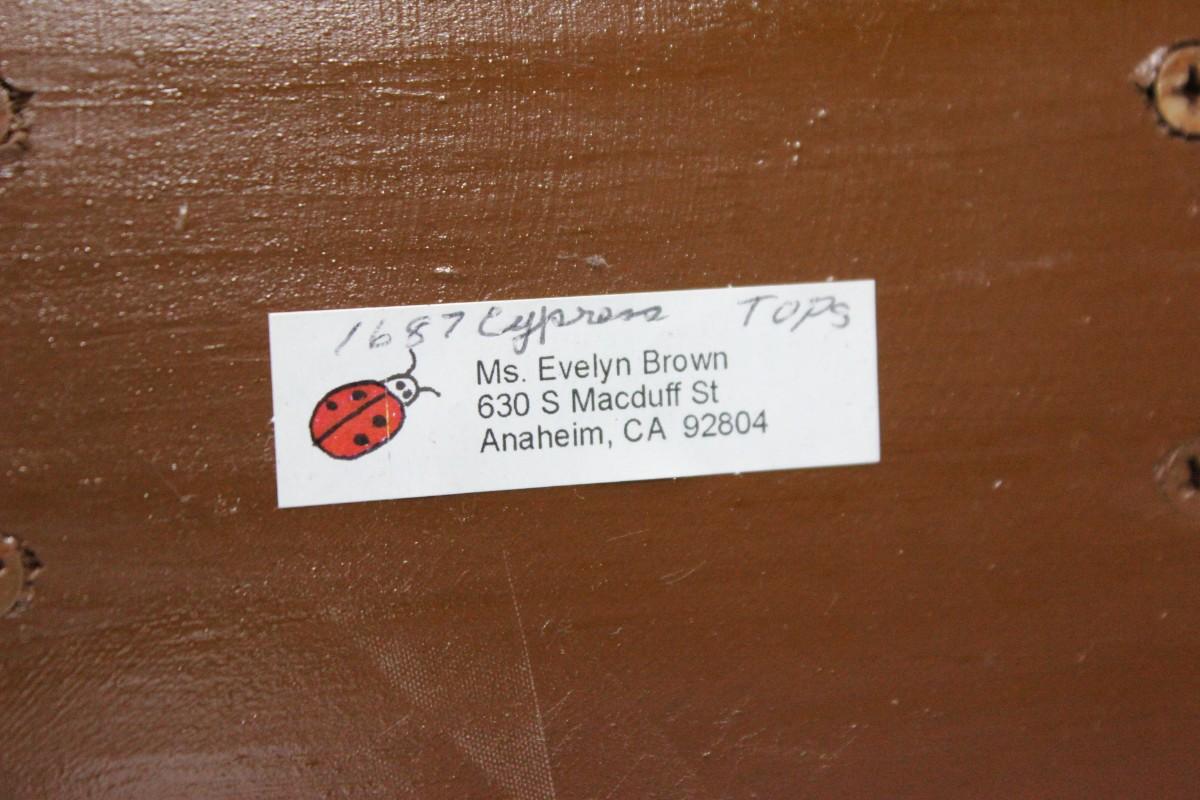 1687 Cypress TOPS
Ms. Evelyn Brown
630 S Macduff St
Anaheim, CA 92804